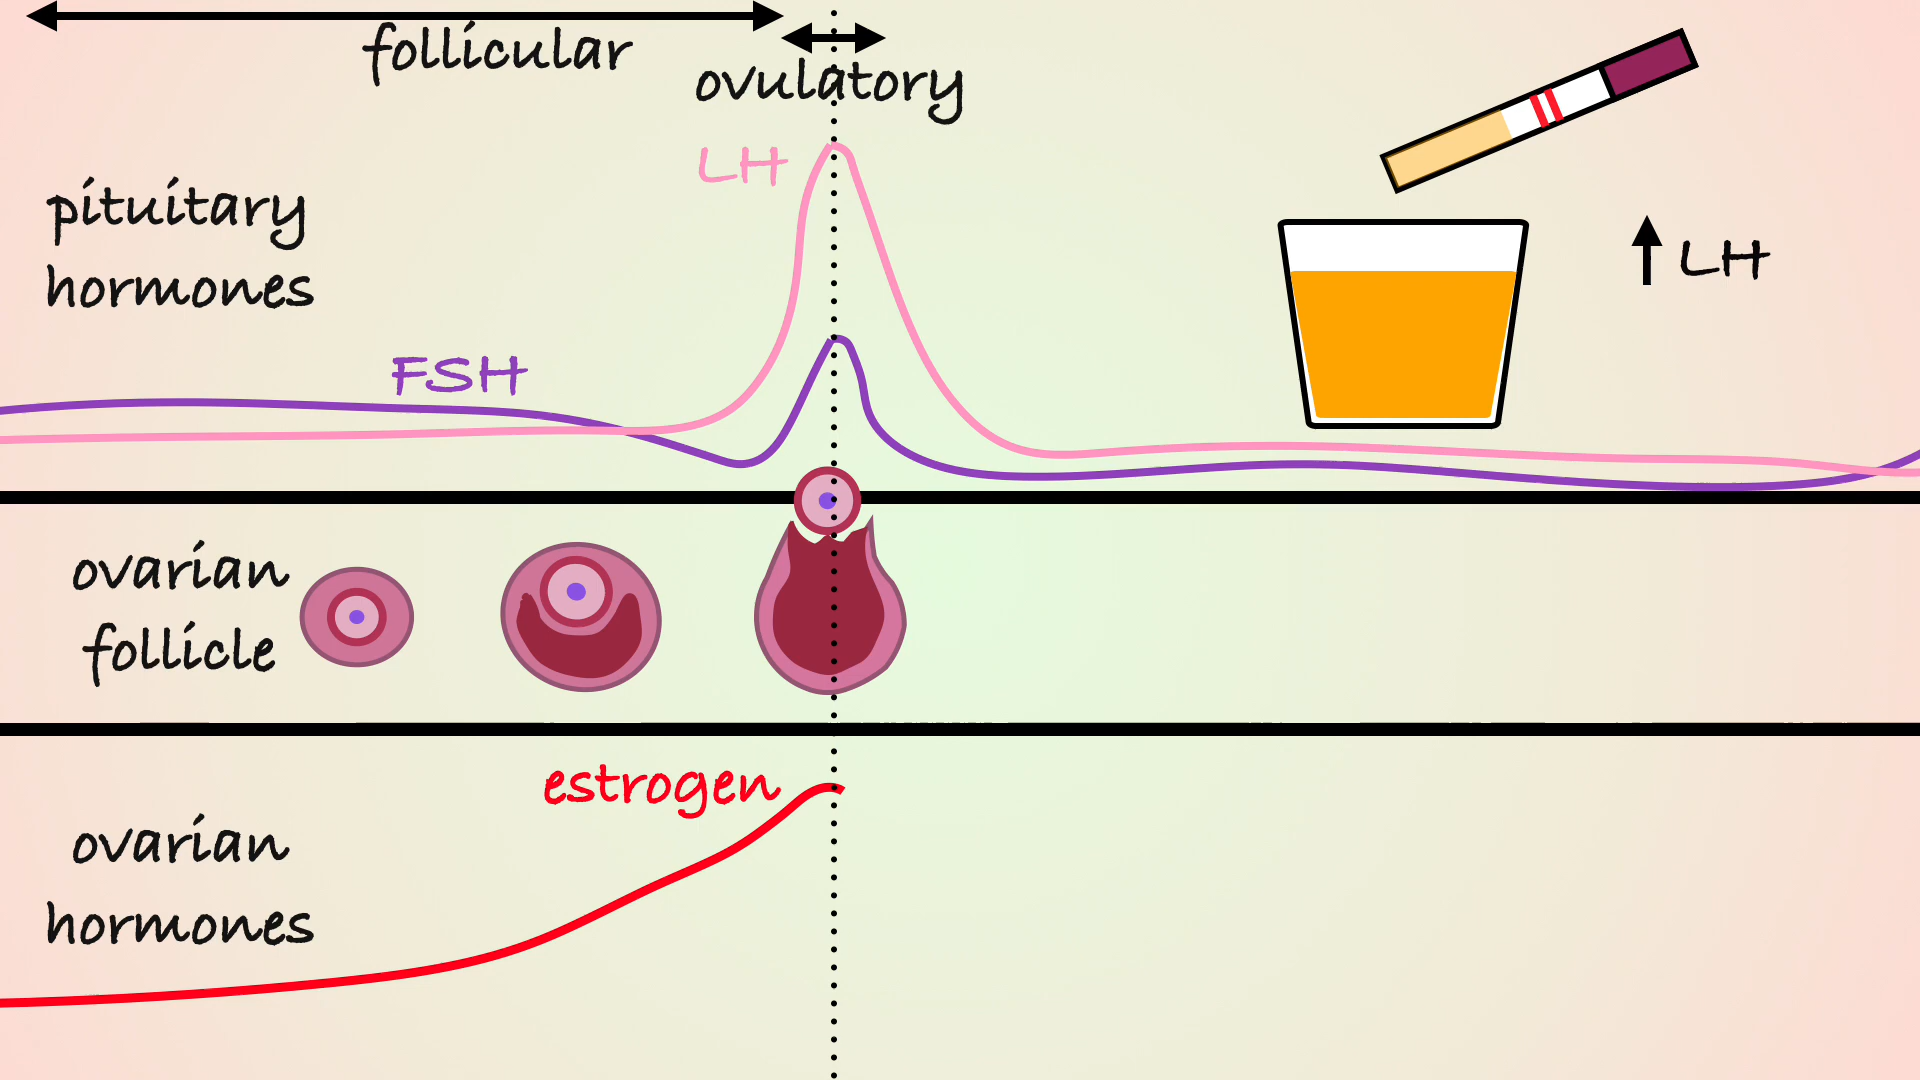 follicular
ovulatory
LH
pituitary
hormones
LH
FSH
ovarian
follicle
estrogen
ovarian
hormones